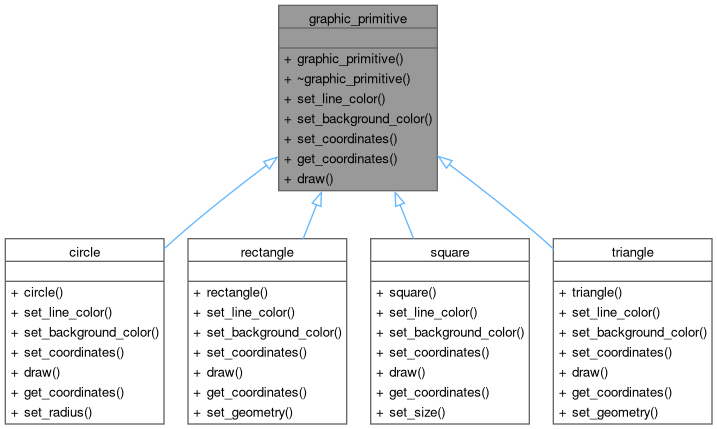 graphic_primitive
+ graphic_primitive()
+ ~graphic_primitive()
+ set_line_color()
+ set_background_color()
+ set_coordinates()
+ get_coordinates()
+ draw()
circle
+ circle()
+ set_line_color()
+ set_background_color()
+ set_coordinates()
+ draw()
+ get_coordinates()
+ set_radius()
rectangle
+ rectangle()
+ set_line_color()
+ set_background_color()
+ set_coordinates()
+ draw()
+ get_coordinates()
+ set_geometry()
square
+ square()
+ set_line_color()
+ set_background_color()
+ set_coordinates()
+ draw()
+ get_coordinates()
+ set_size()
triangle
+ triangle()
+ set_line_color()
+ set_background_color()
+ set_coordinates()
+ draw()
+ get_coordinates()
+ set_geometry()